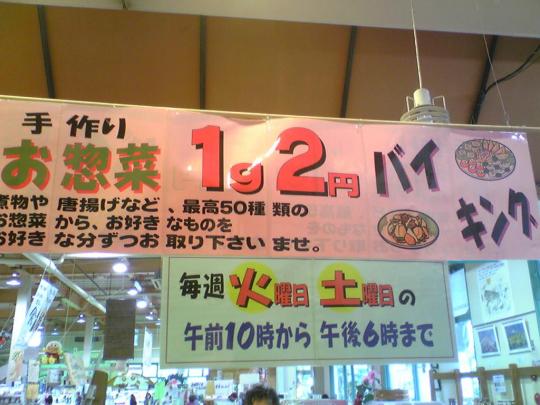 手作り
お惣菜 1g2円 バイキング
煮物や唐揚げなど、最高50種類の
お惣菜から、お好きなものを
お好きな分ずつお取り下さいませ。
毎週火曜日土曜日の
午前10時から午後6時まで